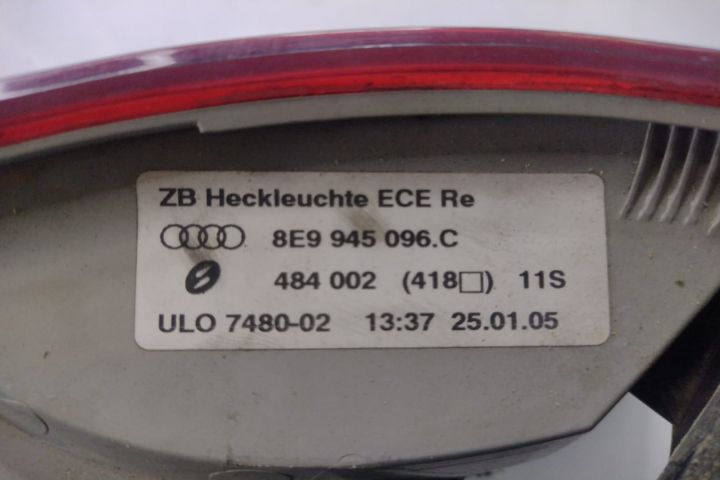 ZB Heckleuchte ECE Re
8E9 945 096.C
484 002 (418□) 11S
ULO 7480-02 13:37 25.01.05